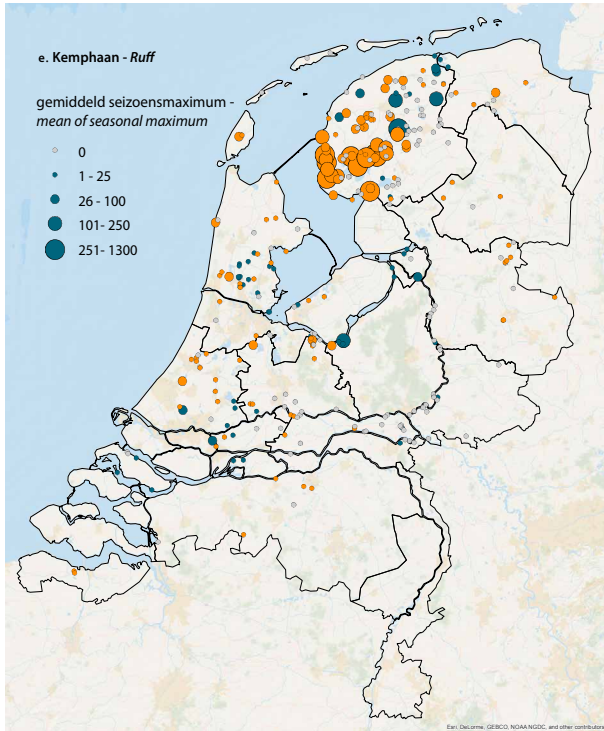 e. Kemphaan - Ruff
gemiddeld seizoensmaximum -
mean of seasonal maximum
0
1 - 25
26 - 100
101- 250
251- 1300
Esri, DeLorme, GEBCO, NOAA NGDC, and other contributors